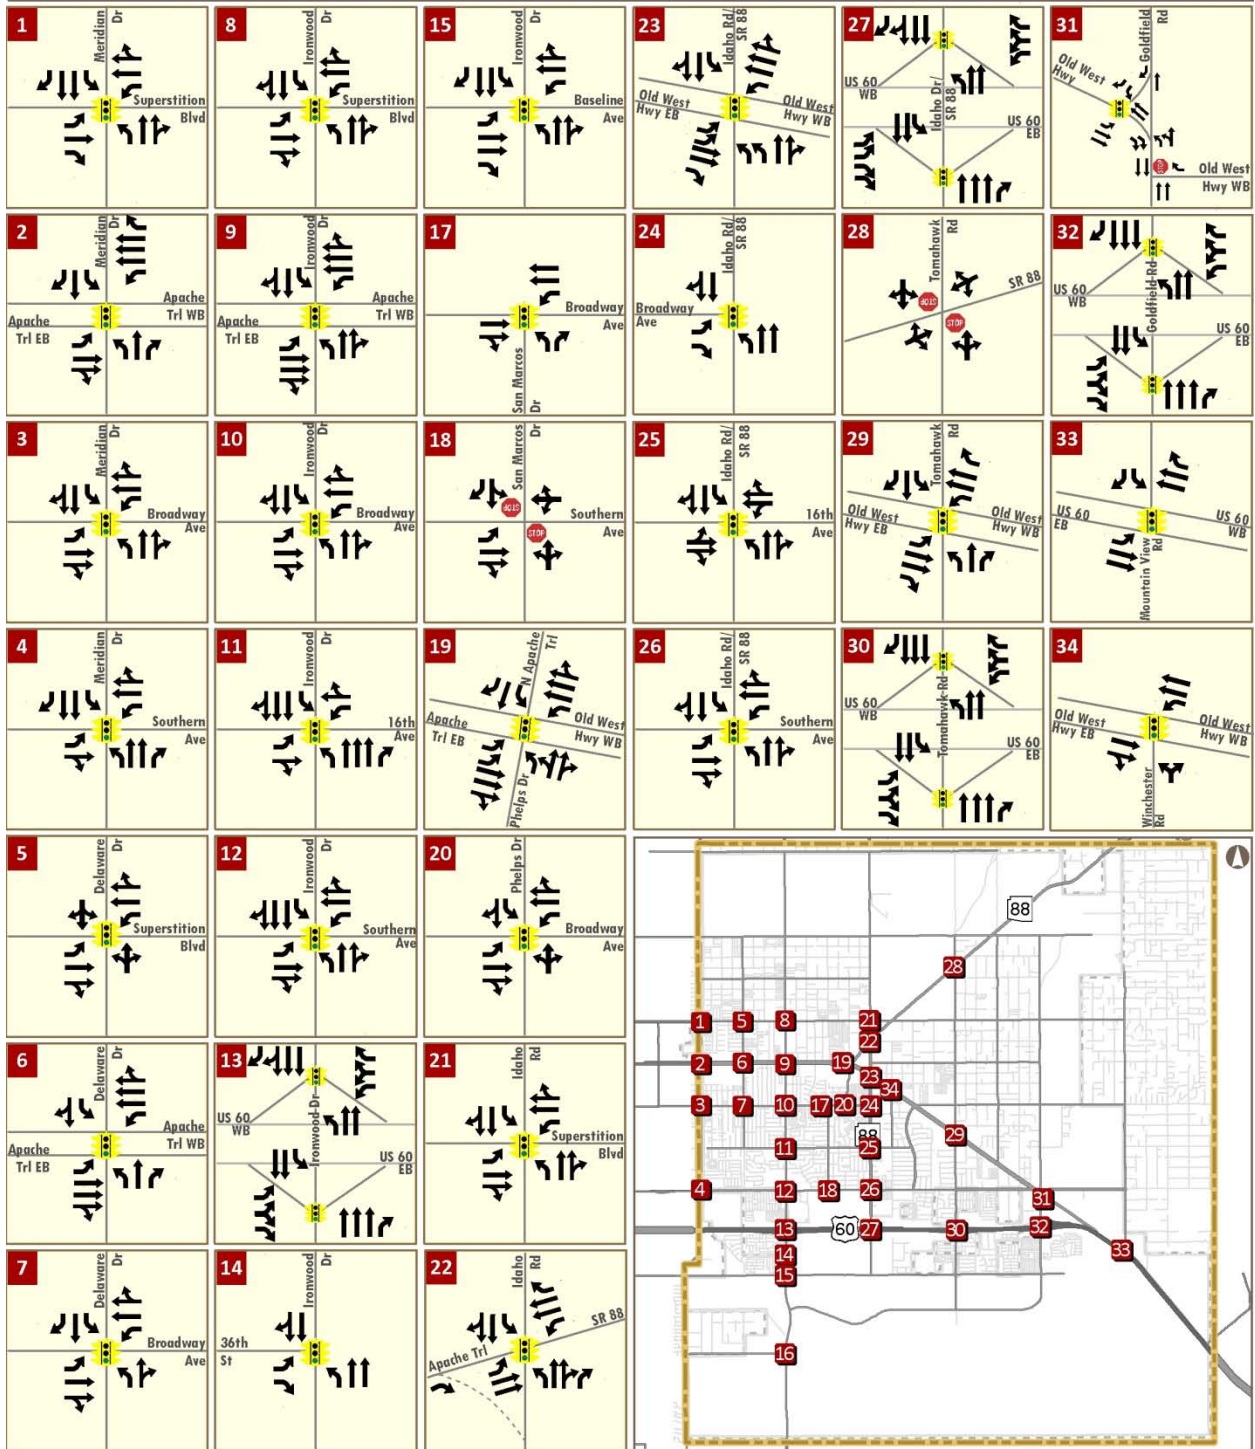 1
Meridian
Dr
Superstition
Blvd
8
Ironwood
Dr
Superstition
Blvd
15
Ironwood
Dr
Baseline
Ave
23
Idaho Rd/
SR 88
Old West
Hwy EB
Old West
Hwy WB
27
US 60
WB
Idaho Dr/
SR 88
US 60
EB
31
Goldfield
Rd
Old West
Hwy
STOP
Old West
Hwy WB
2
Meridian
Dr
Apache
Trl WB
Apache
Trl EB
9
Ironwood
Dr
Apache
Trl WB
Apache
Trl EB
17
Broadway
Ave
San Marcos
Dr
24
Idaho Rd/
SR 88
Broadway
Ave
28
Tomahawk
Rd
SR 88
STOP
STOP
32
US 60
WB
Goldfield Rd
US 60
EB
3
Meridian
Dr
Broadway
Ave
10
Ironwood
Dr
Broadway
Ave
18
San Marcos
Dr
STOP
Southern
Ave
STOP
25
Idaho Rd/
SR 88
16th
Ave
29
Tomahawk
Rd
Old West
Hwy EB
Old West
Hwy WB
33
US 60
EB
US 60
WB
Mountain View
Rd
4
Meridian
Dr
Southern
Ave
11
Ironwood
Dr
16th
Ave
19
N Apache
Trl
Apache
Trl EB
Old West
Hwy WB
Phelps Dr
26
Idaho Rd/
SR 88
Southern
Ave
30
US 60
WB
Tomahawk Rd
US 60
EB
34
Old West
Hwy EB
Old West
Hwy WB
Winchester
Rd
5
Delaware
Dr
Superstition
Blvd
12
Ironwood
Dr
Southern
Ave
20
Phelps Dr
Broadway
Ave
6
Delaware
Dr
Apache
Trl WB
Apache
Trl EB
13
US 60
WB
Ironwood Dr
US 60
EB
21
Idaho
Rd
Superstition
Blvd
7
Delaware
Dr
Broadway
Ave
14
Ironwood
Dr
36th
St
22
Idaho
Rd
SR 88
Apache Trl
88
28
1 5 8 21
22
2 6 9 19
23
34
3 7 10 17 20 24
88
29
11 25
4 12 18 26
31
13 60 27 30 32
33
14
15
16